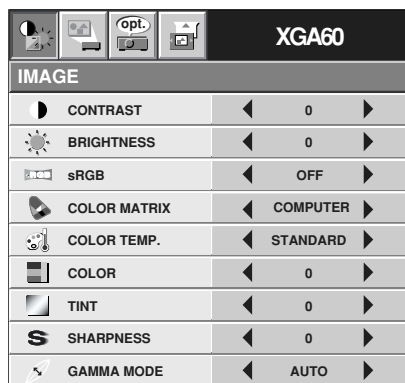 opt.
XGA60
IMAGE
CONTRAST 0
BRIGHTNESS 0
sRGB OFF
COLOR MATRIX COMPUTER
COLOR TEMP. STANDARD
COLOR 0
TINT 0
S SHARPNESS 0
GAMMA MODE AUTO